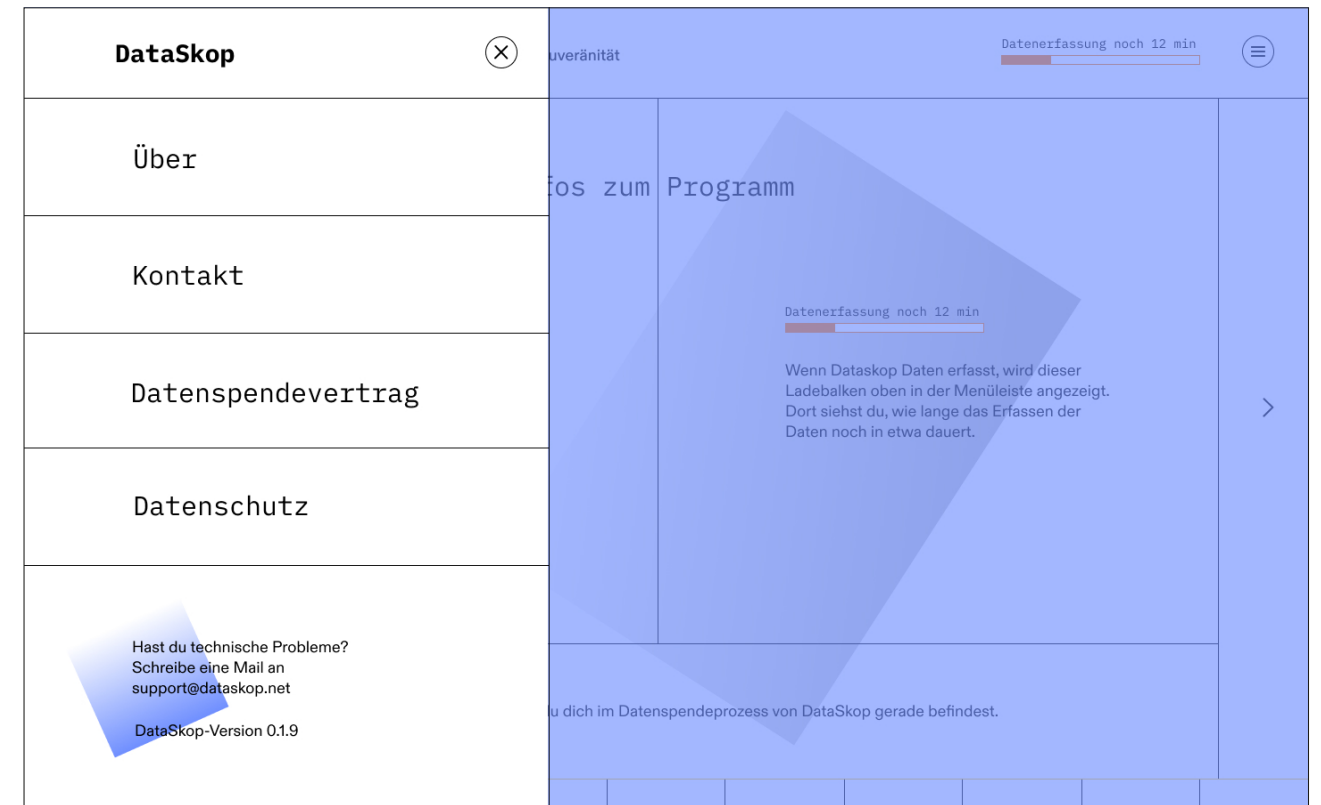 DataSkop
Über
Kontakt
Datenspendevertrag
Datenschutz
Hast du technische Probleme?
Schreibe eine Mail an
support@dataskop.net
DataSkop-Version 0.1.9
uveränität
Datenerfassung noch 12 min
fos zum Programm
Datenerfassung noch 12 min
Wenn Dataskop Daten erfasst, wird dieser
Ladebalken oben in der Menüleiste angezeigt.
Dort siehst du, wie lange das Erfassen der
Daten noch in etwa dauert.
du dich im Datenspendeprozess von DataSkop gerade befindest.